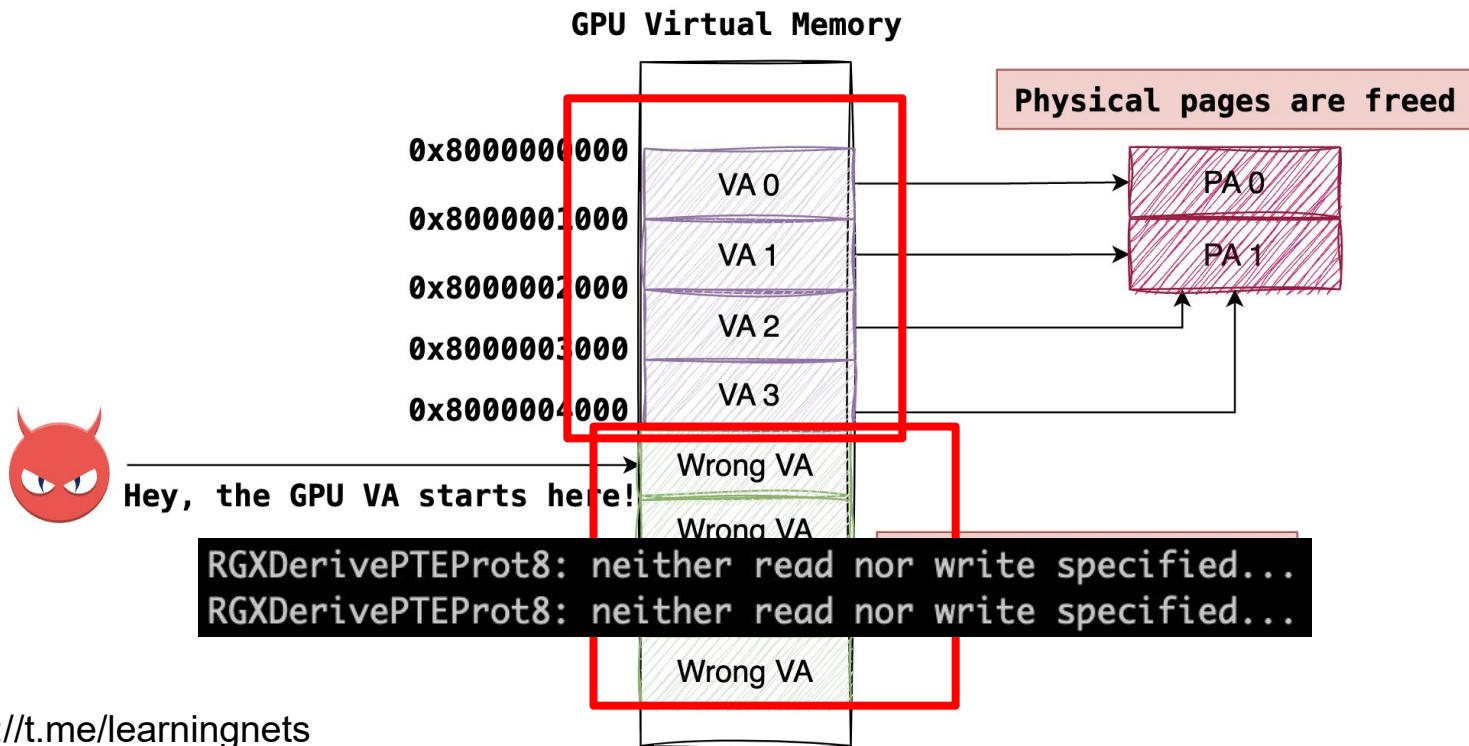 GPU Virtual Memory
Physical pages are freed
0x8000000000
VA 0
PA 0
0x8000001000
VA 1
PA 1
0x8000002000
VA 2
0x8000003000
VA 3
0x8000004000
Wrong VA
Hey, the GPU VA starts here!
Wrong VA
RGXDerivePTEProt8: neither read nor write specified...
RGXDerivePTEProt8: neither read nor write specified...
Wrong VA
://t.me/learningnets